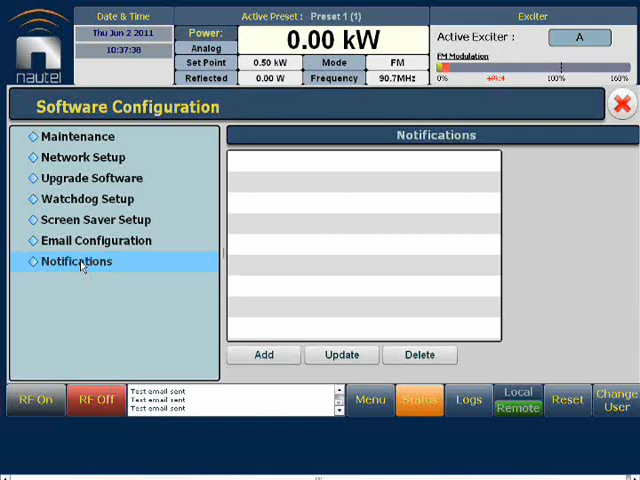 Date & Time
Thu Jun 2 2011
10:37:38
nautel
Active Preset : Preset 1 (1)
Power:
Analog
0.00 kW
Set Point 0.50 kW Mode FM
Reflected 0.00 W Frequency 90.7MHz
Exciter
Active Exciter : A
FM Modulation
0% 100% 160%
Software Configuration
Maintenance
Network Setup
Upgrade Software
Watchdog Setup
Screen Saver Setup
Email Configuration
Notifications
Notifications
Add Update Delete
RF On RF Off
Test email sent
Test email sent
Test email sent
Menu Status Logs
Local
Remote
Reset
Change
User